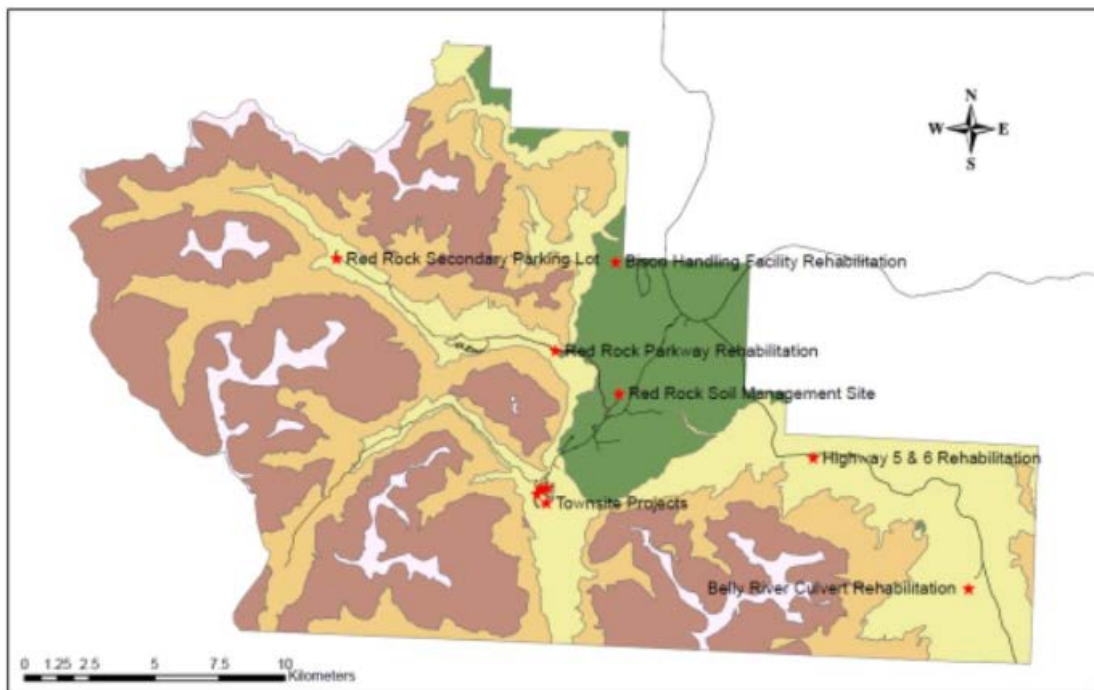 N
W E
S
Red Rock Secondary Parking Lot
Bison Handling Facility Rehabilitation
Red Rock Parkway Rehabilitation
Red Rock Soil Management Site
Highway 5 & 6 Rehabilitation
Townsite Projects
Belly River Culvert Rehabilitation
0 1.25 2.5 5 7.5 10
Kilometers